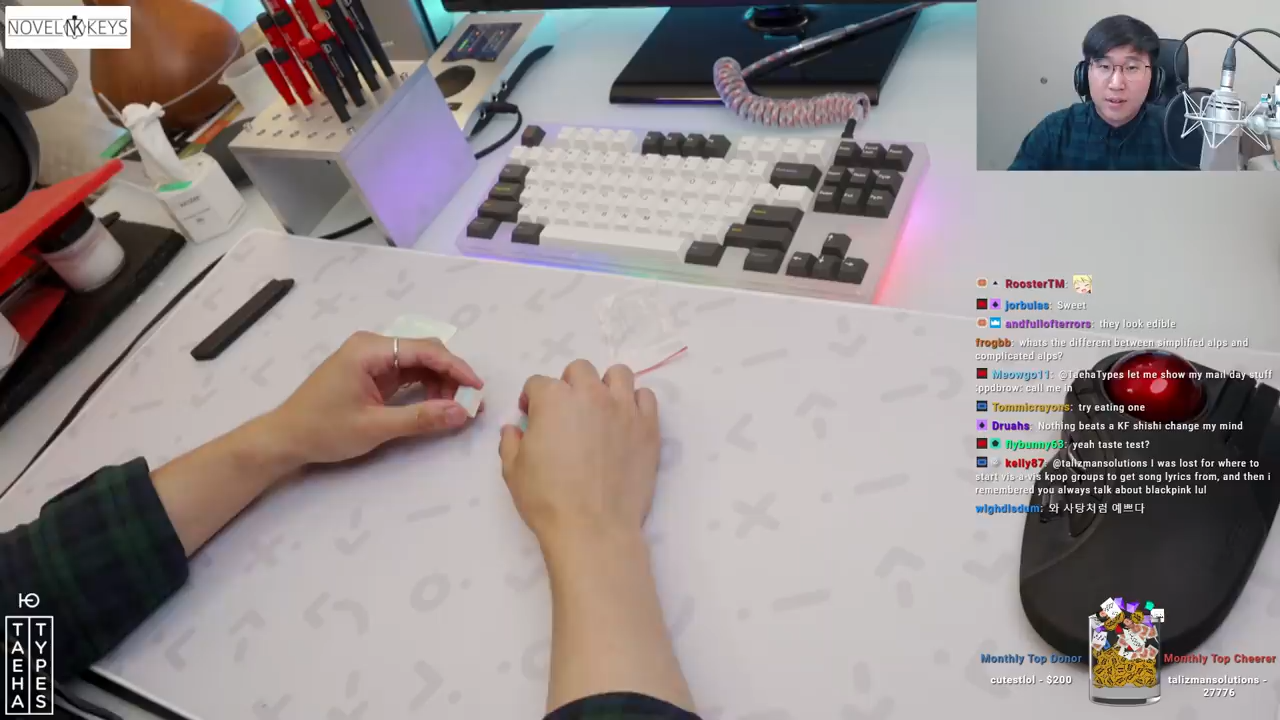 NOVELKEYS
RoosterTM:
jorbulas: Sweet
andfullofterrors: they look edible
frogbb: whats the different between simplified alps and
complicated alps?
Meowgo11: @TaehaTypes let me show my mail day stuff
:ppdbrow: call me in
Tommicrayons: try eating one
Druahs: Nothing beats a KF shishi change my mind
flybunny63: yeah taste test?
kelly87: @talizmansolutions I was lost for where to
start vis-a-vis kpop groups to get song lyrics from, and then i
remembered you always talk about blackpink lul
wighdisdum: 와 사탕처럼 예쁘다
TAEHA
TYPES
Monthly Top Donor
cutestlol - $200
Monthly Top Cheerer
talizmansolutions -
27776